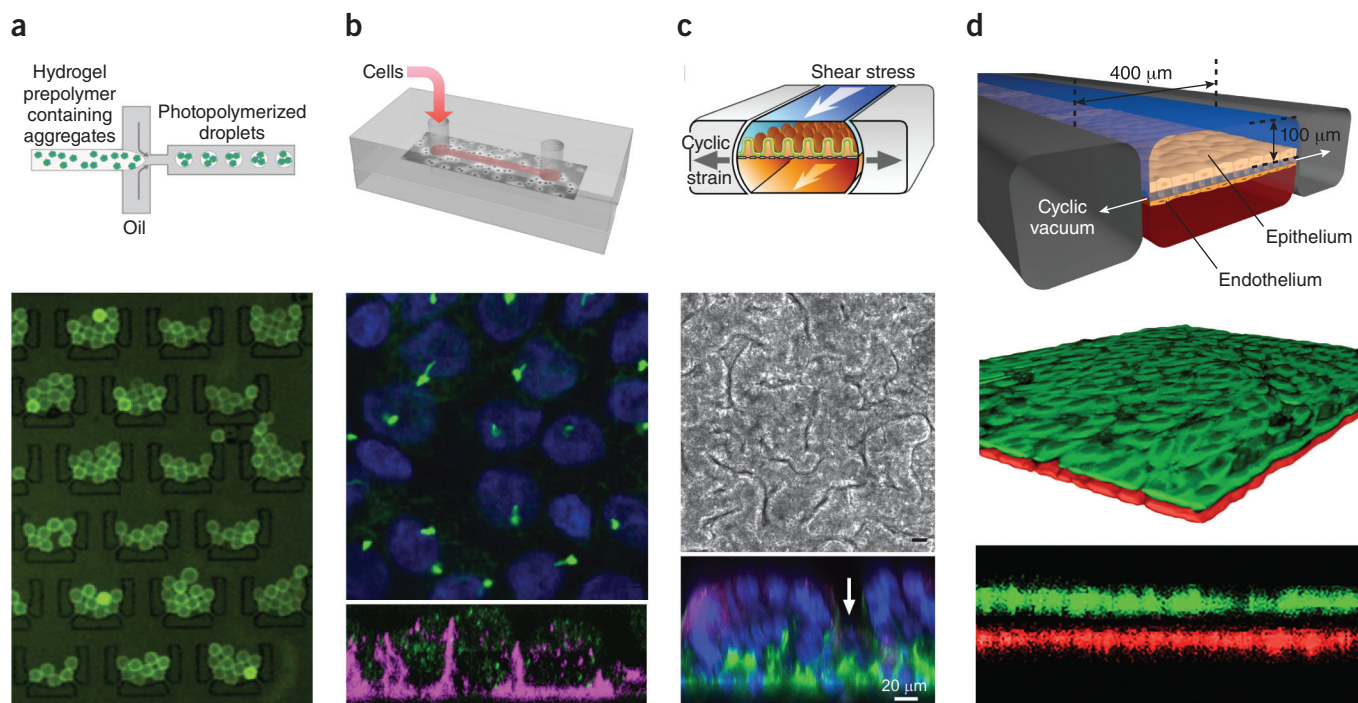 a
Hydrogel
prepolymer
containing
aggregates
Photopolymerized
droplets
Oil
b
Cells
c
Shear stress
Cyclic
strain
20 μm
d
400 μm
100 μm
Cyclic
vacuum
Epithelium
Endothelium